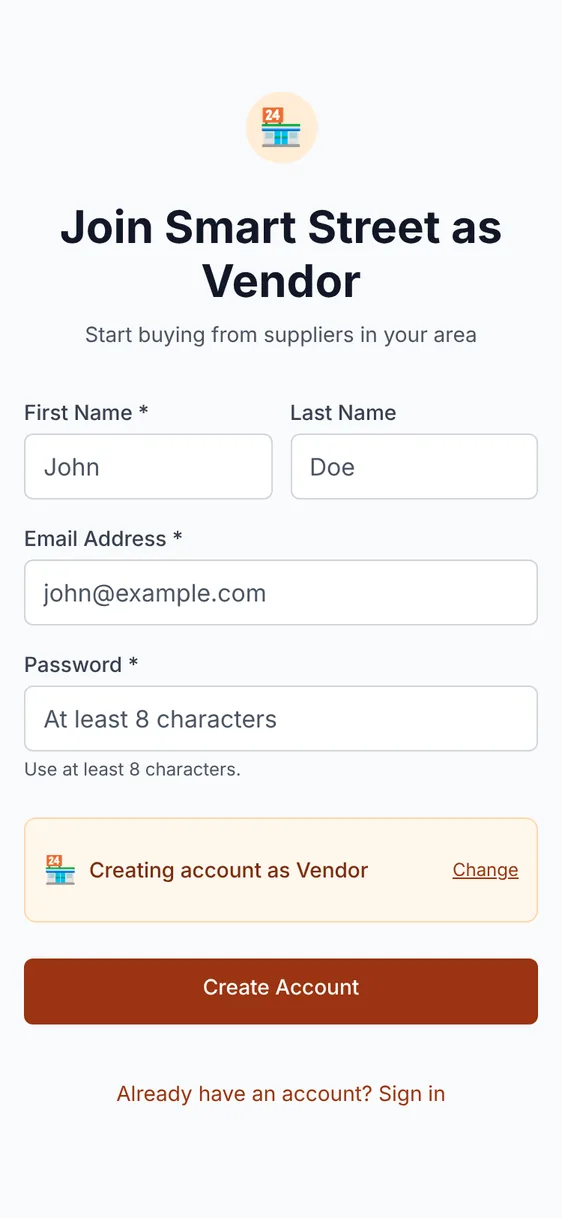 24
Join Smart Street as
Vendor
Start buying from suppliers in your area
First Name *
Last Name
John
Doe
Email Address *
john@example.com
Password *
At least 8 characters
Use at least 8 characters.
24
Creating account as Vendor
Change
Create Account
Already have an account? Sign in